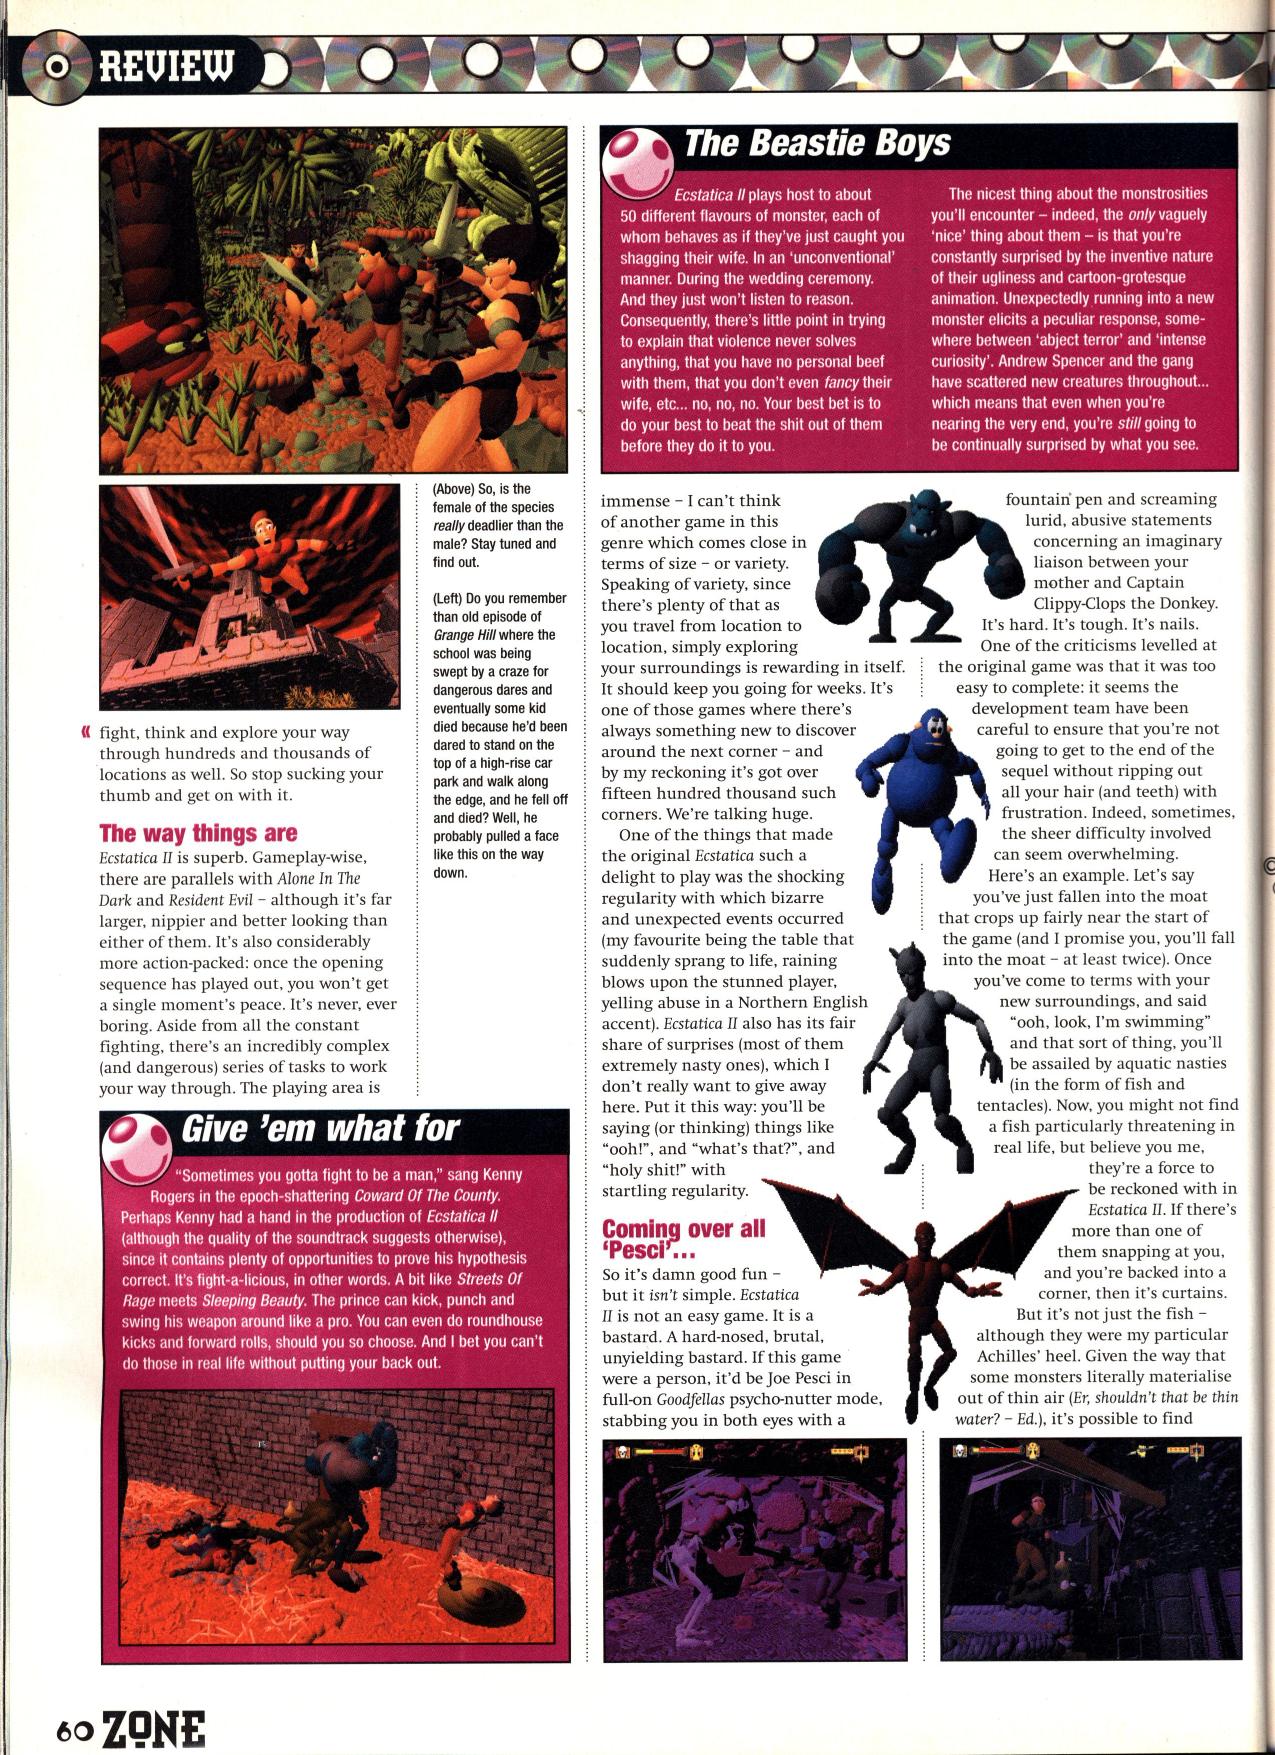 REVIEW
(Above) So, is the
female of the species
really deadlier than the
male? Stay tuned and
find out.
(Left) Do you remember
than old episode of
Grange Hill where the
school was being
swept by a craze for
dangerous dares and
eventually some kid
died because he'd been
dared to stand on the
top of a high-rise car
park and walk along
the edge, and he fell off
and died? Well, he
probably pulled a face
like this on the way
down.
« fight, think and explore your way
through hundreds and thousands of
locations as well. So stop sucking your
thumb and get on with it.
The way things are
Ecstatica II is superb. Gameplay-wise,
there are parallels with Alone In The
Dark and Resident Evil – although it's far
larger, nippier and better looking than
either of them. It's also considerably
more action-packed: once the opening
sequence has played out, you won't get
a single moment's peace. It's never, ever
boring. Aside from all the constant
fighting, there's an incredibly complex
(and dangerous) series of tasks to work
your way through. The playing area is
Give 'em what for
“Sometimes you gotta fight to be a man,” sang Kenny
Rogers in the epoch-shattering Coward Of The County.
Perhaps Kenny had a hand in the production of Ecstatica II
(although the quality of the soundtrack suggests otherwise),
since it contains plenty of opportunities to prove his hypothesis
correct. It's fight-a-licious, in other words. A bit like Streets Of
Rage meets Sleeping Beauty. The prince can kick, punch and
swing his weapon around like a pro. You can even do roundhouse
kicks and forward rolls, should you so choose. And I bet you can't
do those in real life without putting your back out.
The Beastie Boys
Ecstatica II plays host to about
50 different flavours of monster, each of
whom behaves as if they've just caught you
shagging their wife. In an ‘unconventional’
manner. During the wedding ceremony.
And they just won't listen to reason.
Consequently, there's little point in trying
to explain that violence never solves
anything, that you have no personal beef
with them, that you don't even fancy their
wife, etc... no, no, no. Your best bet is to
do your best to beat the shit out of them
before they do it to you.
The nicest thing about the monstrosities
you'll encounter – indeed, the only vaguely
‘nice’ thing about them – is that you're
constantly surprised by the inventive nature
of their ugliness and cartoon-grotesque
animation. Unexpectedly running into a new
monster elicits a peculiar response, some-
where between ‘abject terror’ and ‘intense
curiosity’. Andrew Spencer and the gang
have scattered new creatures throughout...
which means that even when you're
nearing the very end, you're still going to
be continually surprised by what you see.
immense – I can't think
of another game in this
genre which comes close in
terms of size – or variety.
Speaking of variety, since
there's plenty of that as
you travel from location to
location, simply exploring
your surroundings is rewarding in itself.
It should keep you going for weeks. It's
one of those games where there's
always something new to discover
around the next corner – and
by my reckoning it's got over
fifteen hundred thousand such
corners. We're talking huge.
One of the things that made
the original Ecstatica such a
delight to play was the shocking
regularity with which bizarre
and unexpected events occurred
(my favourite being the table that
suddenly sprang to life, raining
blows upon the stunned player,
yelling abuse in a Northern English
accent). Ecstatica II also has its fair
share of surprises (most of them
extremely nasty ones), which I
don't really want to give away
here. Put it this way: you'll be
saying (or thinking) things like
“ooh!”, and “what's that?”, and
“holy shit!” with
startling regularity.
Coming over all
‘Pesci’...
So it's damn good fun –
but it isn't simple. Ecstatica
II is not an easy game. It is a
bastard. A hard-nosed, brutal,
unyielding bastard. If this game
were a person, it'd be Joe Pesci in
full-on Goodfellas psycho-nutter mode,
stabbing you in both eyes with a
fountain pen and screaming
lurid, abusive statements
concerning an imaginary
liaison between your
mother and Captain
Clippy-Clops the Donkey.
It's hard. It's tough. It's nails.
One of the criticisms levelled at
the original game was that it was too
easy to complete: it seems the
development team have been
careful to ensure that you're not
going to get to the end of the
sequel without ripping out
all your hair (and teeth) with
frustration. Indeed, sometimes,
the sheer difficulty involved
can seem overwhelming.
Here's an example. Let's say
you've just fallen into the moat
that crops up fairly near the start of
the game (and I promise you, you'll fall
into the moat – at least twice). Once
you've come to terms with your
new surroundings, and said
“ooh, look, I'm swimming”
and that sort of thing, you'll
be assailed by aquatic nasties
(in the form of fish and
tentacles). Now, you might not find
a fish particularly threatening in
real life, but believe you me,
they're a force to
be reckoned with in
Ecstatica II. If there's
more than one of
them snapping at you,
and you're backed into a
corner, then it's curtains.
But it's not just the fish –
although they were my particular
Achilles' heel. Given the way that
some monsters literally materialise
out of thin air (Er, shouldn't that be thin
water? – Ed.), it's possible to find
60 ZONE